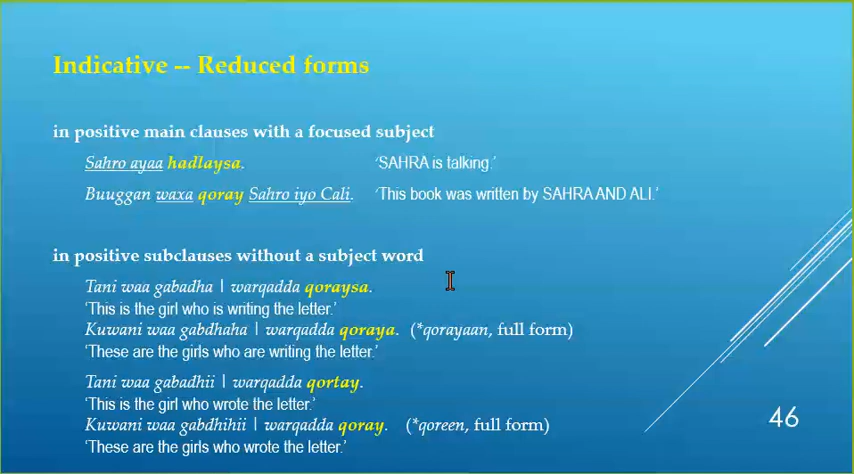 Indicative -- Reduced forms
in positive main clauses with a focused subject
Sahro ayaa hadlaysa. 'SAHRA is talking.'
Buuggan waxa qoray Sahro iyo Cali. 'This book was written by SAHRA AND ALI.'
in positive subclauses without a subject word
Tani waa gabadha | warqadda qoraysa.
'This is the girl who is writing the letter.'
Kuwani waa gabdhaha | warqadda qoraya. (*qorayaan, full form)
'These are the girls who are writing the letter.'
Tani waa gabadhii | warqadda qortay.
'This is the girl who wrote the letter.'
Kuwani waa gabdhihii | warqadda qoray. (*qoreen, full form)
'These are the girls who wrote the letter.'
46